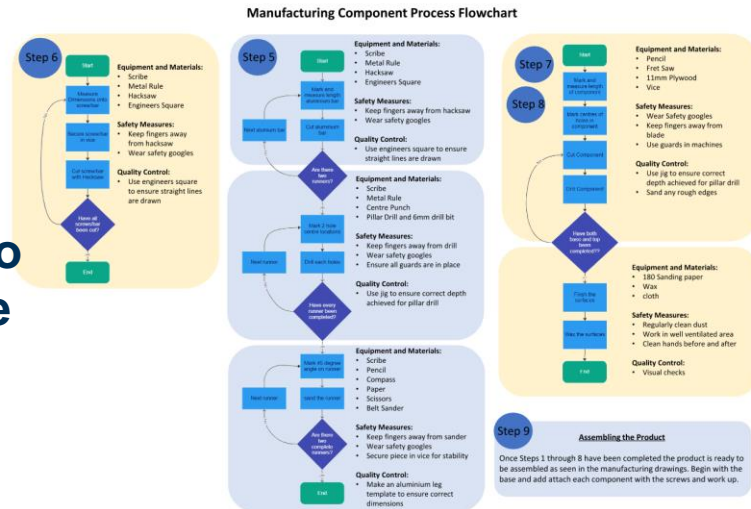 Manufacturing Component Process Flowchart
o
e
Step 6
Start
Measure
Dimensions onto
screwbar
Rotate screwbar
in vice
Cut screwbar
with hacksaw
Have all
screwbar
been cut?
End
Equipment and Materials:
• Scribe
• Metal Rule
• Hacksaw
• Engineers Square
Safety Measures:
• Keep fingers away
from hacksaw
• Wear safety googles
Quality Control:
• Use engineers square
to ensure straight lines
are drawn
Step 5
Start
Mark and
measure length
aluminium bar
Next aluminium bar
Cut aluminium
bar
Are there
two
runners?
Equipment and Materials:
• Scribe
• Metal Rule
• Hacksaw
• Engineers Square
Safety Measures:
• Keep fingers away from hacksaw
• Wear safety googles
Quality Control:
• Use engineers square to ensure
straight lines are drawn
Mark 2 hole
centre locations
Next runner
Drill each holes
Have every
runner been
completed?
Equipment and Materials:
• Scribe
• Metal Rule
• Centre Punch
• Pillar Drill and 6mm drill bit
Safety Measures:
• Keep fingers away from drill
• Wear safety googles
• Ensure all guards are in place
Quality Control:
• Use jig to ensure correct depth
achieved for pillar drill
Mark 45 degree
angle on runner
Next runner
sand the runner
Are there
two
complete
runners?
End
Equipment and Materials:
• Scribe
• Pencil
• Compass
• Paper
• Scissors
• Belt Sander
Safety Measures:
• Keep fingers away from sander
• Wear safety googles
• Secure piece in vice for stability
Quality Control:
• Make an aluminium leg
template to ensure correct
dimensions
Step 7
Step 8
Start
Mark and
measure length
of component
Mark centres of
holes in
component
Cut Component
Drill Component
Have both
base and top
been
completed??
Equipment and Materials:
• Pencil
• Fret Saw
• 11mm Plywood
• Vice
Safety Measures:
• Wear Safety googles
• Keep fingers away from
blade
• Use guards in machines
Quality Control:
• Use jig to ensure correct
depth achieved for pillar drill
• Sand any rough edges
Finish the
surfaces
Wax the surfaces
End
Equipment and Materials:
• 180 Sanding paper
• Wax
• cloth
Safety Measures:
• Regularly clean dust
• Work in well ventilated area
• Clean hands before and after
Quality Control:
• Visual checks
Step 9
Assembling the Product
Once Steps 1 through 8 have been completed the product is ready to
be assembled as seen in the manufacturing drawings. Begin with the
base and add attach each component with the screws and work up.